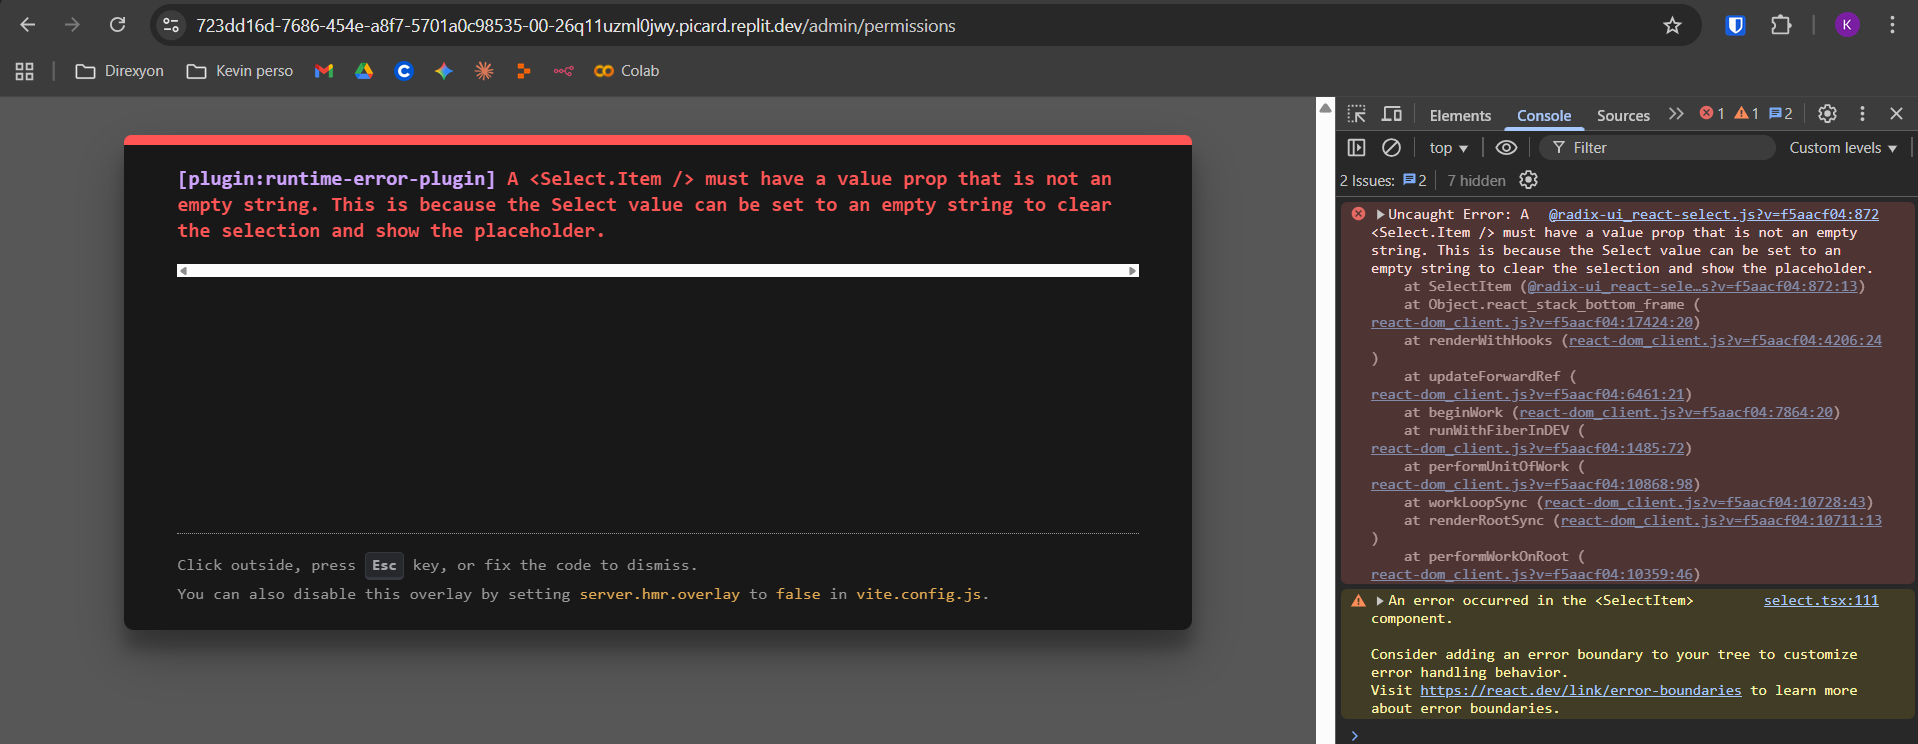 723dd16d-7686-454e-a8f7-5701a0c98535-00-26q11uzml0jwy.picard.replit.dev/admin/permissions
K
Direxyon
Kevin perso
Colab
[plugin:runtime-error-plugin] A <Select.Item /> must have a value prop that is not an
empty string. This is because the Select value can be set to an empty string to clear
the selection and show the placeholder.
Click outside, press Esc key, or fix the code to dismiss.
You can also disable this overlay by setting server.hmr.overlay to false in vite.config.js.
Elements Console Sources 1 1 2
top Filter Custom levels
2 Issues: 2 7 hidden
Uncaught Error: A @radix-ui_react-select.js?v=f5aacf04:872
<Select.Item /> must have a value prop that is not an empty
string. This is because the Select value can be set to an
empty string to clear the selection and show the placeholder.
at SelectItem (@radix-ui_react-sele…s?v=f5aacf04:872:13)
at Object.react_stack_bottom_frame (
react-dom_client.js?v=f5aacf04:17424:20)
at renderWithHooks (react-dom_client.js?v=f5aacf04:4206:24
)
at updateForwardRef (
react-dom_client.js?v=f5aacf04:6461:21)
at beginWork (react-dom_client.js?v=f5aacf04:7864:20)
at runWithFiberInDEV (
react-dom_client.js?v=f5aacf04:1485:72)
at performUnitOfWork (
react-dom_client.js?v=f5aacf04:10868:98)
at workLoopSync (react-dom_client.js?v=f5aacf04:10728:43)
at renderRootSync (react-dom_client.js?v=f5aacf04:10711:13
)
at performWorkOnRoot (
react-dom_client.js?v=f5aacf04:10359:46)
An error occurred in the <SelectItem> select.tsx:111
component.
Consider adding an error boundary to your tree to customize
error handling behavior.
Visit https://react.dev/link/error-boundaries to learn more
about error boundaries.